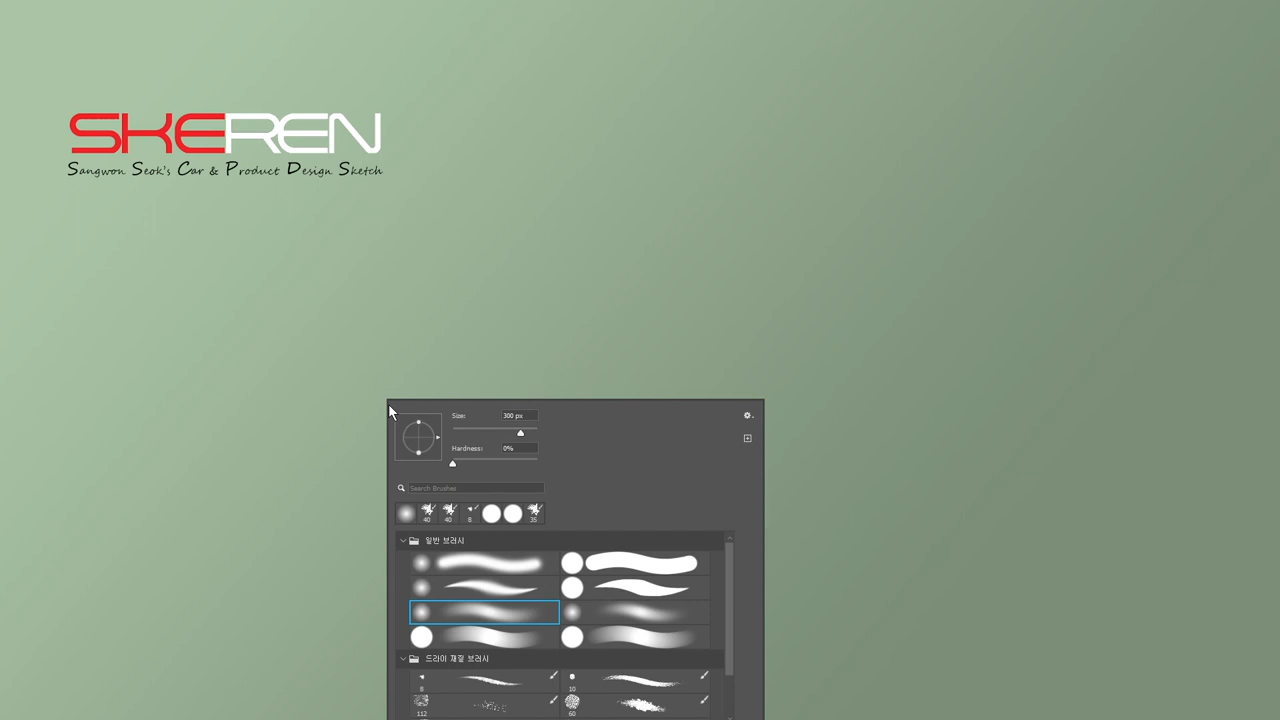 SKEREN
Sangwon Seok's Car & Product Design Sketch
Size: 300 px
Hardness: 0%
Search Brushes
40 40 8 35
일반 브러시
드라이 재질 브러시
8 10
112 60